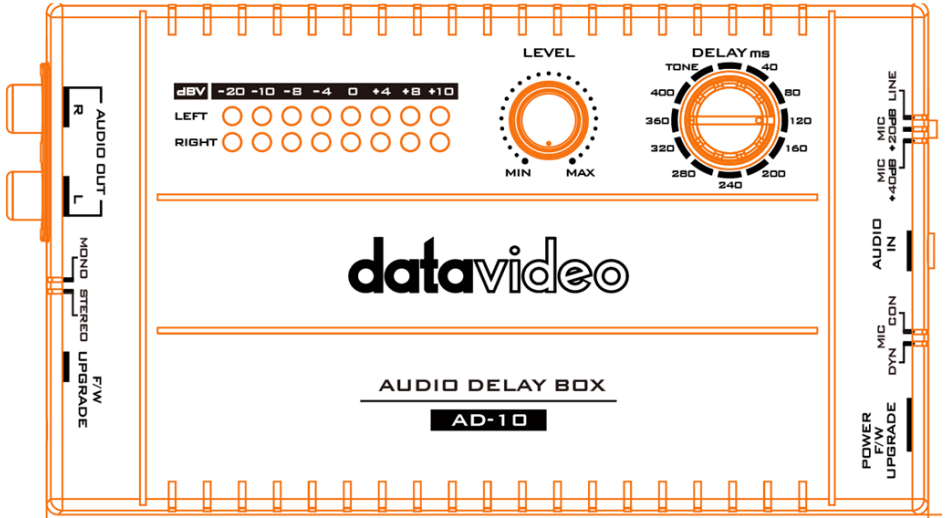 LEVEL
DELAY ms
dBV -20 -10 -8 -4 0 +4 +8 +10
LEFT
RIGHT
MIN
MAX
TONE
40
80
120
160
200
240
280
320
360
400
R
L
AUDIO OUT
MONO
STEREO
F/W
UPGRADE
LINE
MIC
+20dB
MIC
+40dB
AUDIO
IN
MIC
CON
DYN
POWER
F/W
UPGRADE
datavideo
AUDIO DELAY BOX
AD-10